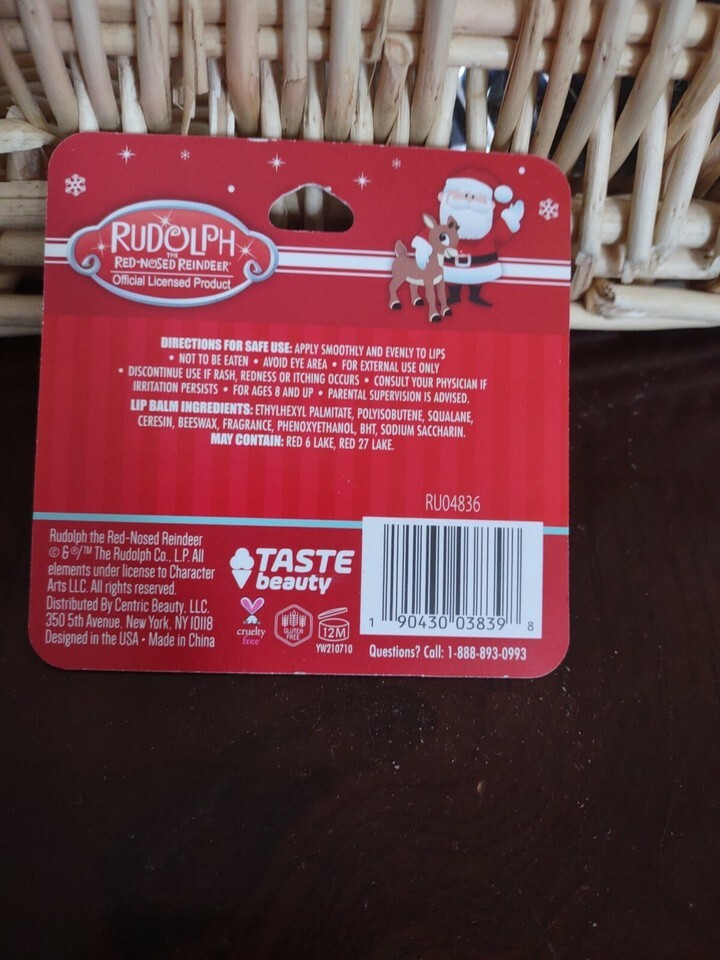 RUDOLPH
THE
RED-NOSED REINDEER®
Official Licensed Product
DIRECTIONS FOR SAFE USE: APPLY SMOOTHLY AND EVENLY TO LIPS
• NOT TO BE EATEN • AVOID EYE AREA • FOR EXTERNAL USE ONLY
• DISCONTINUE USE IF RASH, REDNESS OR ITCHING OCCURS • CONSULT YOUR PHYSICIAN IF
IRRITATION PERSISTS • FOR AGES 8 AND UP • PARENTAL SUPERVISION IS ADVISED.
LIP BALM INGREDIENTS: ETHYLHEXYL PALMITATE, POLYISOBUTENE, SQUALANE,
CERESIN, BEESWAX, FRAGRANCE, PHENOXYETHANOL, BHT, SODIUM SACCHARIN.
MAY CONTAIN: RED 6 LAKE, RED 27 LAKE.
RU04836
Rudolph the Red-Nosed Reindeer
© & ®/™ The Rudolph Co., L.P. All
elements under license to Character
Arts LLC. All rights reserved.
Distributed By Centric Beauty, LLC.
350 5th Avenue, New York, NY 10118
Designed in the USA • Made in China
TASTE
beauty
cruelty
free
GLUTEN
FREE
12M
YW210710
1 90430 03839 8
Questions? Call: 1-888-893-0993